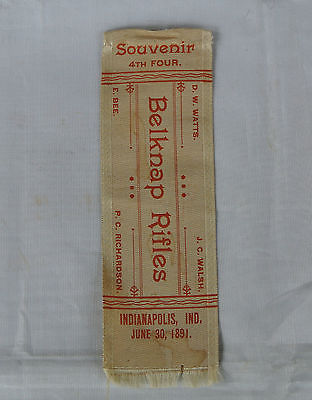 Souvenir
4TH FOUR.
D. W. WATTS.
J. C. WALSH.
Belknap Rifles
E. BEE.
P. C. RICHARDSON.
INDIANAPOLIS, IND.
JUNE 30, 1891.